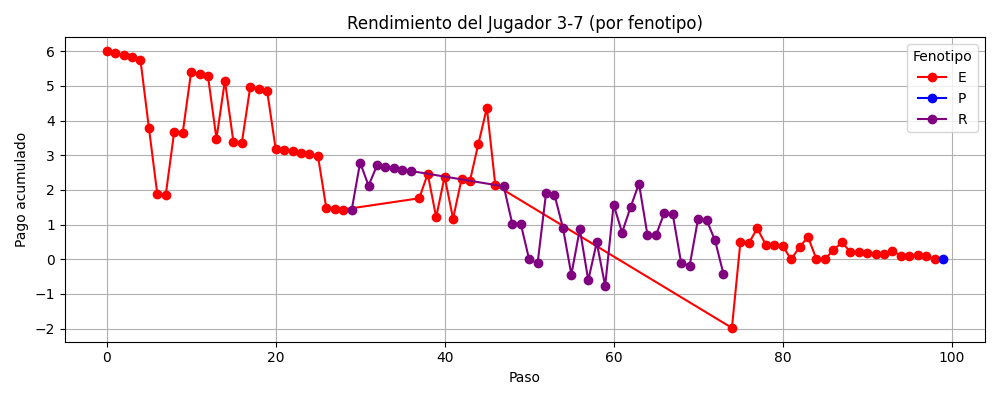 Rendimiento del Jugador 3-7 (por fenotipo)
Pago acumulado
6
5
4
3
2
1
0
−1
−2
0
20
40
60
80
100
Paso
Fenotipo
E
P
R